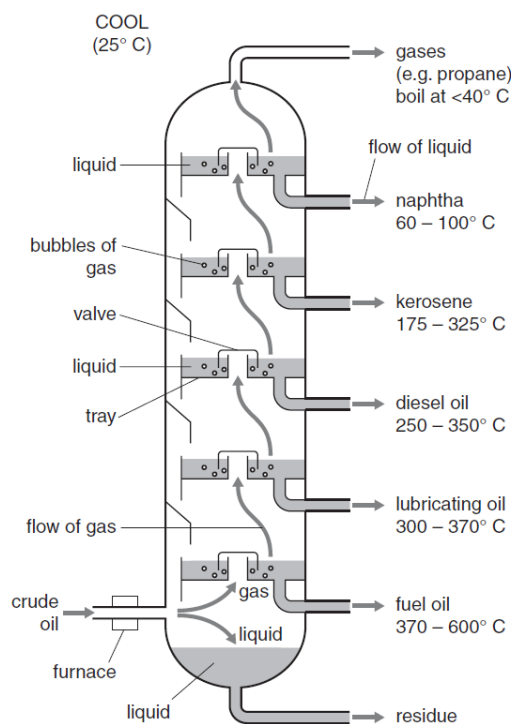 COOL
(25° C)
gases
(e.g. propane)
boil at <40° C
flow of liquid
liquid
naphtha
60 – 100° C
bubbles of
gas
kerosene
175 – 325° C
valve
liquid
tray
diesel oil
250 – 350° C
lubricating oil
300 – 370° C
flow of gas
gas
crude
oil
liquid
fuel oil
370 – 600° C
furnace
liquid
residue